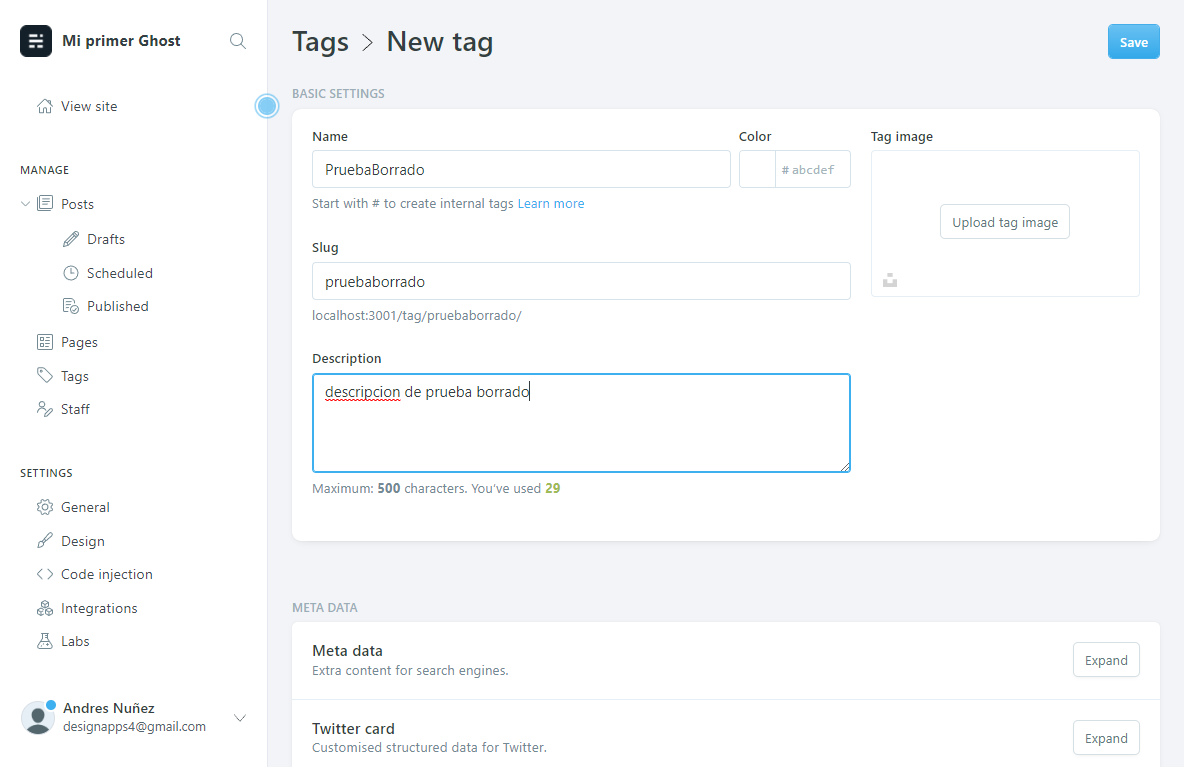 Mi primer Ghost
View site
MANAGE
Posts
Drafts
Scheduled
Published
Pages
Tags
Staff
SETTINGS
General
Design
Code injection
Integrations
Labs
Andres Nuñez
designapps4@gmail.com
Tags > New tag
Save
BASIC SETTINGS
Name
PruebaBorrado
Start with # to create internal tags Learn more
Color
# abcdef
Tag image
Upload tag image
Slug
pruebaborrado
localhost:3001/tag/pruebaborrado/
Description
descripcion de prueba borrado
Maximum: 500 characters. You've used 29
META DATA
Meta data
Extra content for search engines.
Expand
Twitter card
Customised structured data for Twitter.
Expand